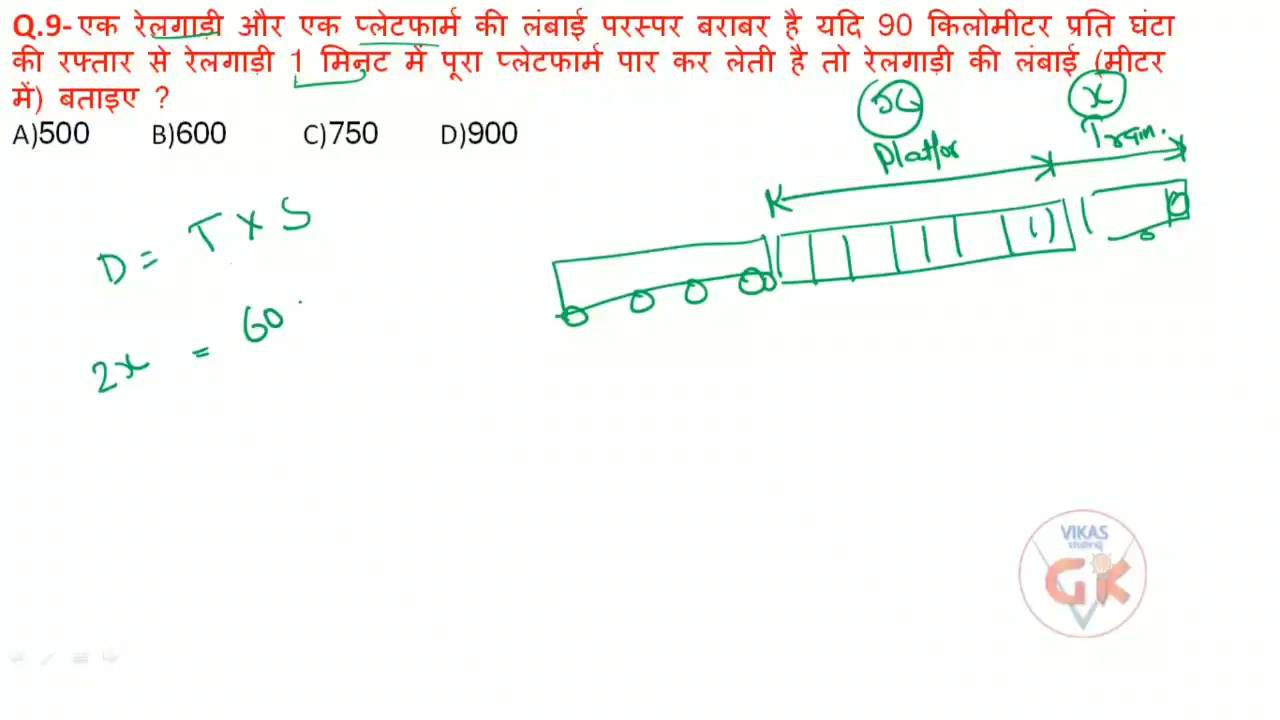 Q.9- एक रेलगाड़ी और एक प्लेटफार्म की लंबाई परस्पर बराबर है यदि 90 किलोमीटर प्रति घंटा
की रफ्तार से रेलगाड़ी 1 मिनट में पूरा प्लेटफार्म पार कर लेती है तो रेलगाड़ी की लंबाई (मीटर
में) बताइए ?
A)500 B)600 C)750 D)900
x
Platfor
Train.
D = T x S
2x = 60
VIKAS
GK